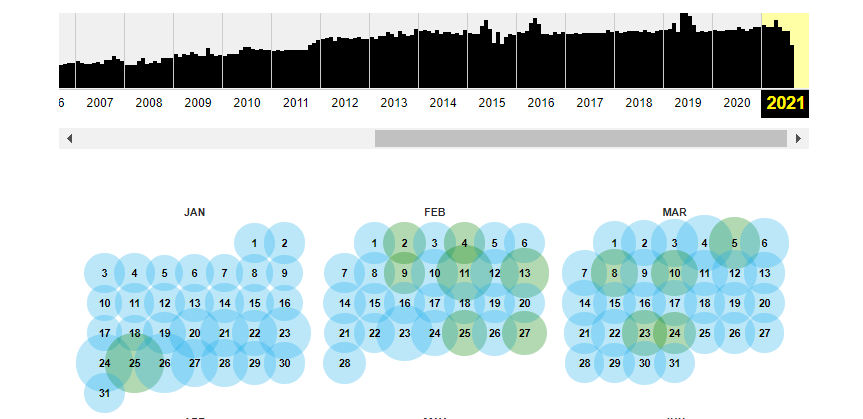 6 2007 2008 2009 2010 2011 2012 2013 2014 2015 2016 2017 2018 2019 2020 2021
JAN FEB MAR
1 2 1 2 3 4 5 6 1 2 3 4 5 6
3 4 5 6 7 8 9 7 8 9 10 11 12 13 7 8 9 10 11 12 13
10 11 12 13 14 15 16 14 15 16 17 18 19 20 14 15 16 17 18 19 20
17 18 19 20 21 22 23 21 22 23 24 25 26 27 21 22 23 24 25 26 27
24 25 26 27 28 29 30 28 28 29 30 31
31